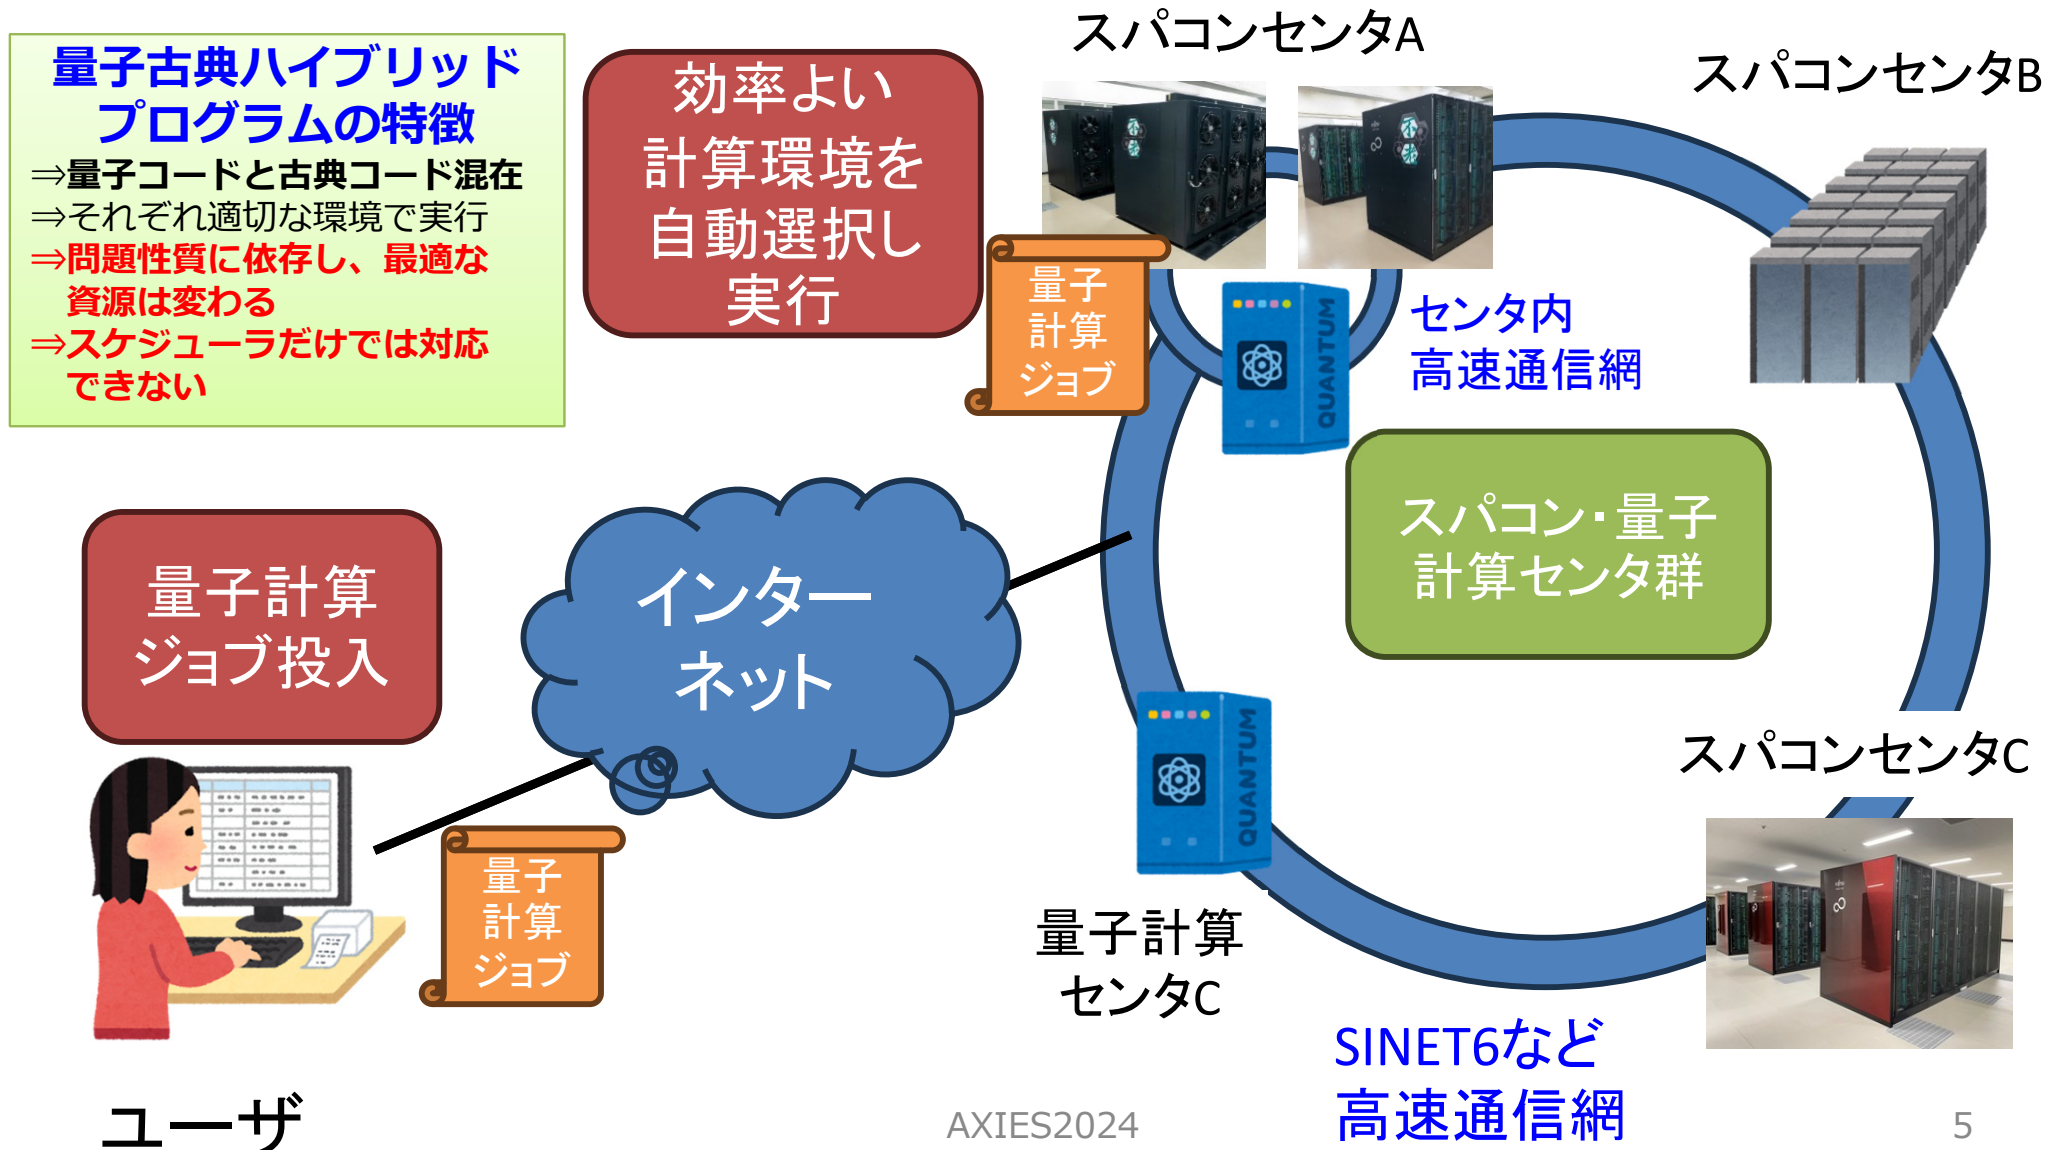 量子古典ハイブリッド
プログラムの特徴
⇒量子コードと古典コード混在
⇒それぞれ適切な環境で実行
⇒問題性質に依存し、最適な
資源は変わる
⇒スケジューラだけでは対応
できない
効率よい
計算環境を
自動選択し
実行
スパコンセンタA
スパコンセンタB
量子
計算
ジョブ
QUANTUM
センタ内
高速通信網
スパコン・量子
計算センタ群
量子計算
ジョブ投入
インター
ネット
量子
計算
ジョブ
QUANTUM
スパコンセンタC
量子計算
センタC
SINET6など
高速通信網
ユーザ
AXIES2024
5